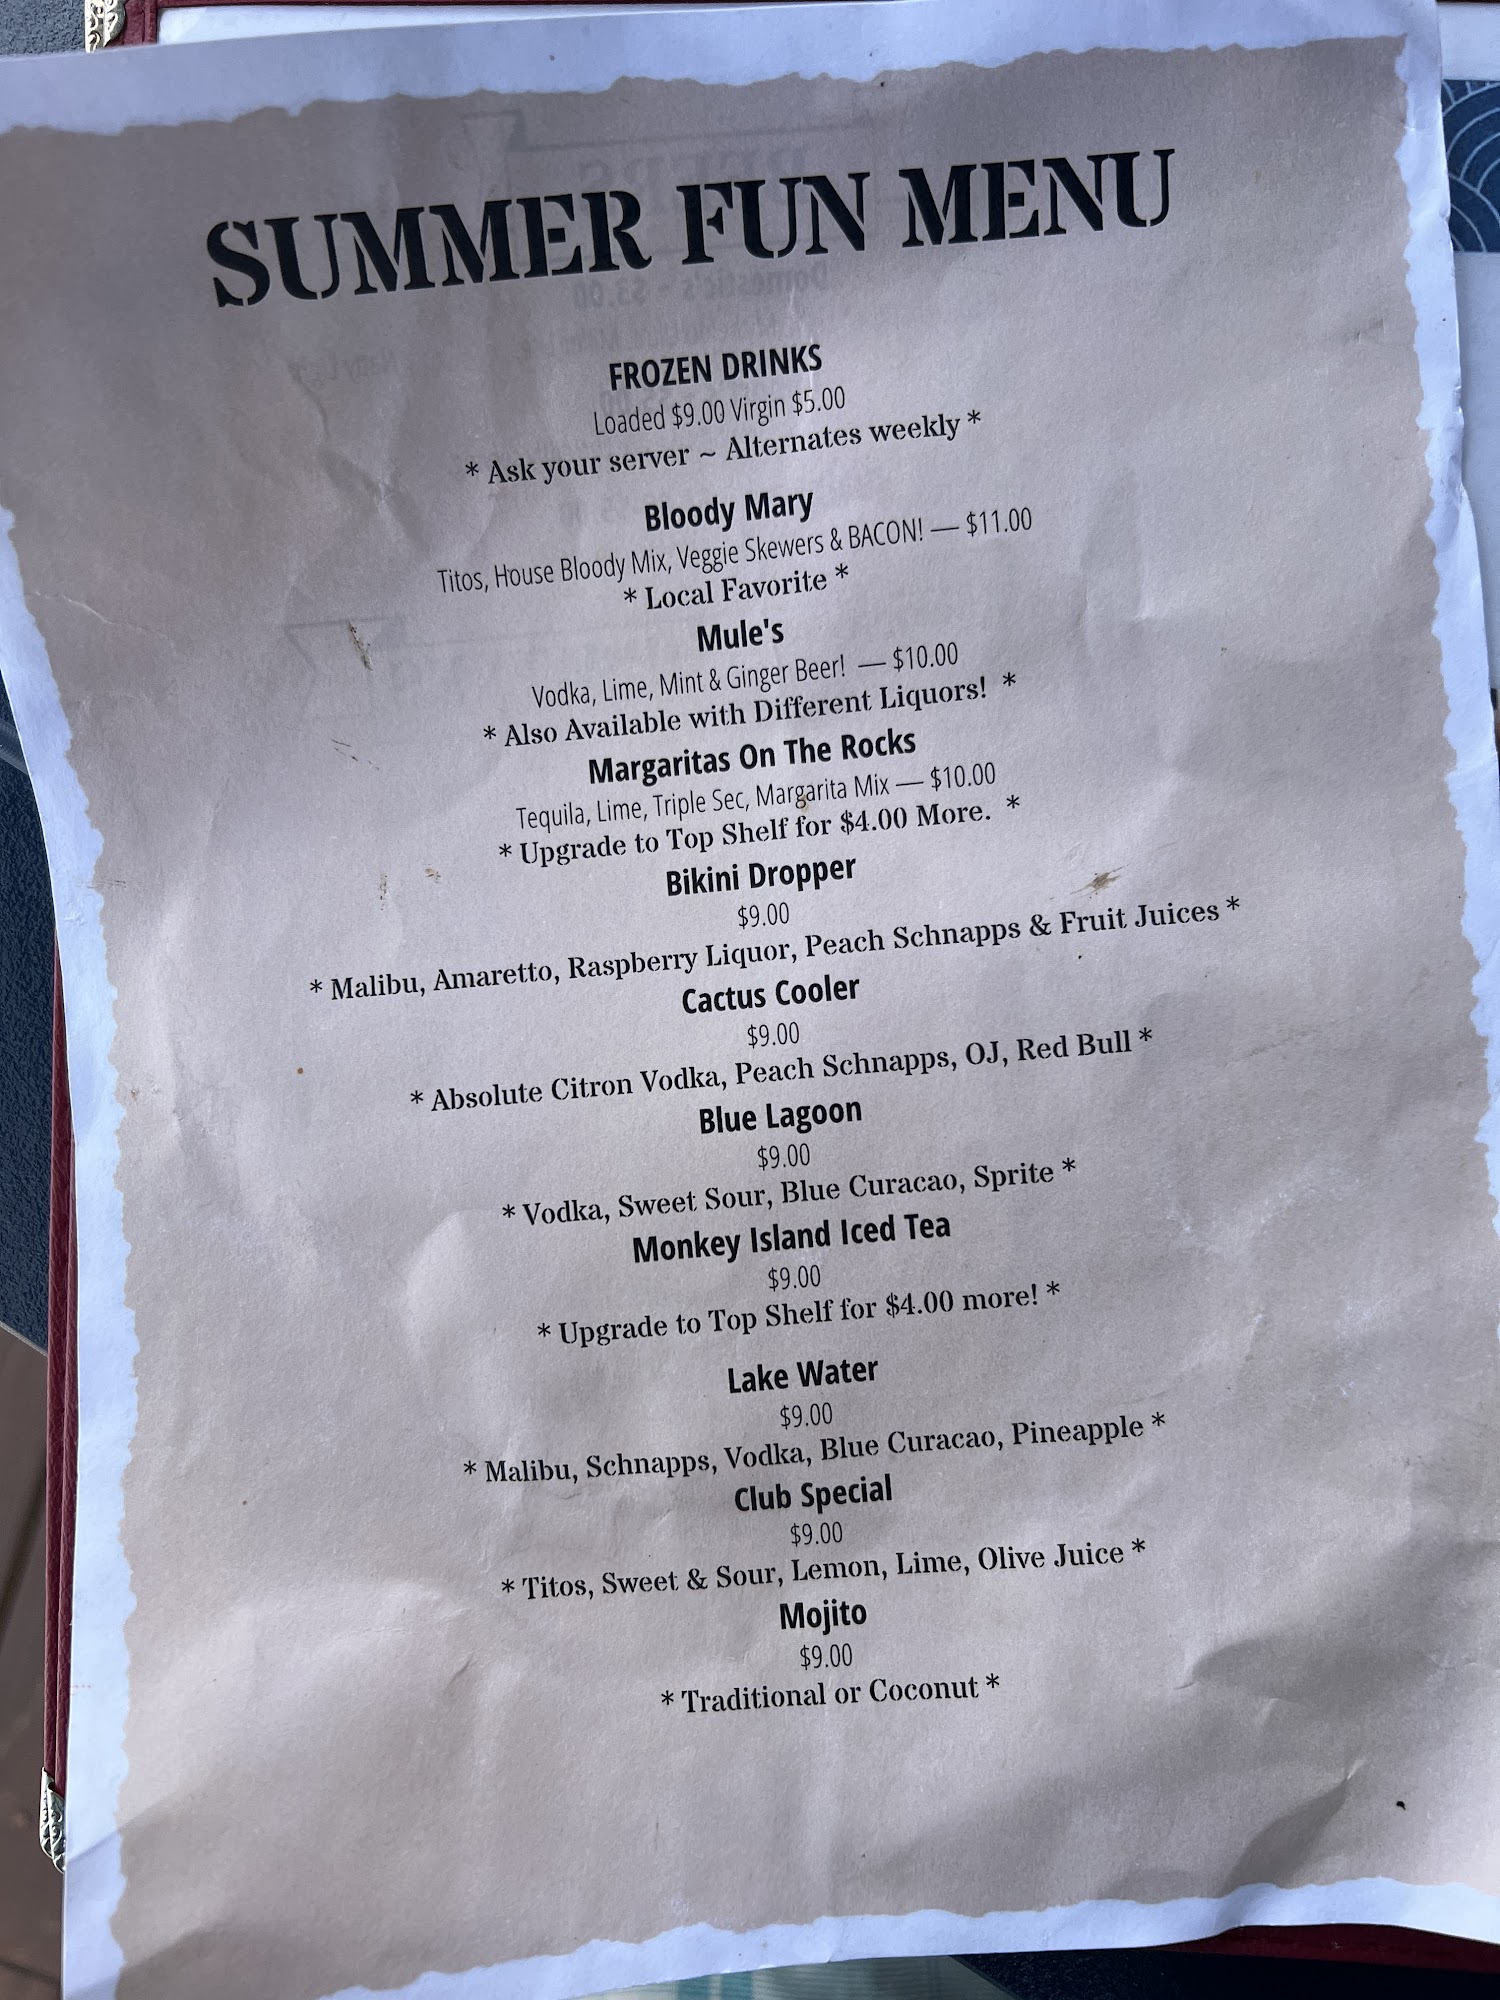 SUMMER FUN MENU
FROZEN DRINKS
Loaded $9.00 Virgin $5.00
* Ask your server ~ Alternates weekly *
Bloody Mary
Titos, House Bloody Mix, Veggie Skewers & BACON! — $11.00
* Local Favorite *
Mule's
Vodka, Lime, Mint & Ginger Beer! — $10.00
* Also Available with Different Liquors! *
Margaritas On The Rocks
Tequila, Lime, Triple Sec, Margarita Mix — $10.00
* Upgrade to Top Shelf for $4.00 More. *
Bikini Dropper
$9.00
* Malibu, Amaretto, Raspberry Liquor, Peach Schnapps & Fruit Juices *
Cactus Cooler
$9.00
* Absolute Citron Vodka, Peach Schnapps, OJ, Red Bull *
Blue Lagoon
$9.00
* Vodka, Sweet Sour, Blue Curacao, Sprite *
Monkey Island Iced Tea
$9.00
* Upgrade to Top Shelf for $4.00 more! *
Lake Water
$9.00
* Malibu, Schnapps, Vodka, Blue Curacao, Pineapple *
Club Special
$9.00
* Titos, Sweet & Sour, Lemon, Lime, Olive Juice *
Mojito
$9.00
* Traditional or Coconut *